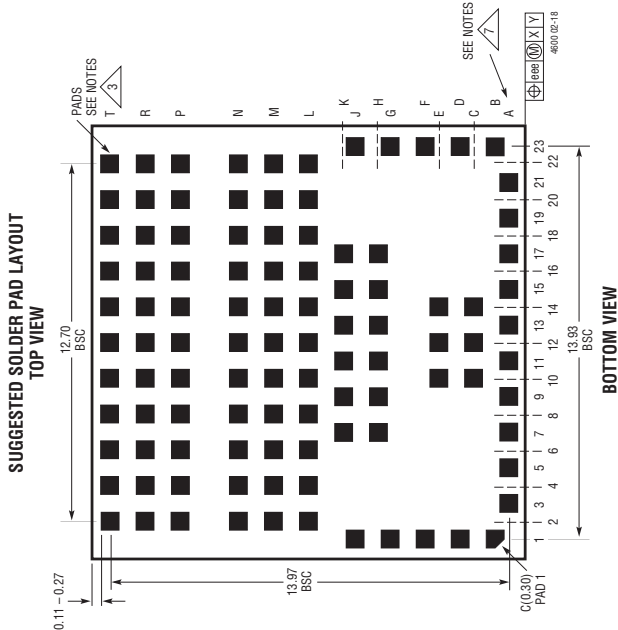 SUGGESTED SOLDER PAD LAYOUT
TOP VIEW
12.70
BSC
PADS
SEE NOTES
3
0.11 – 0.27
T
R
P
N
M
L
K
J
H
G
F
E
D
C
B
A
13.97
BSC
SEE NOTES
7
eee M X Y
4600 02-18
C(0.30)
PAD 1
1 2 3 4 5 6 7 8 9 10 11 12 13 14 15 16 17 18 19 20 21 22 23
13.93
BSC
BOTTOM VIEW